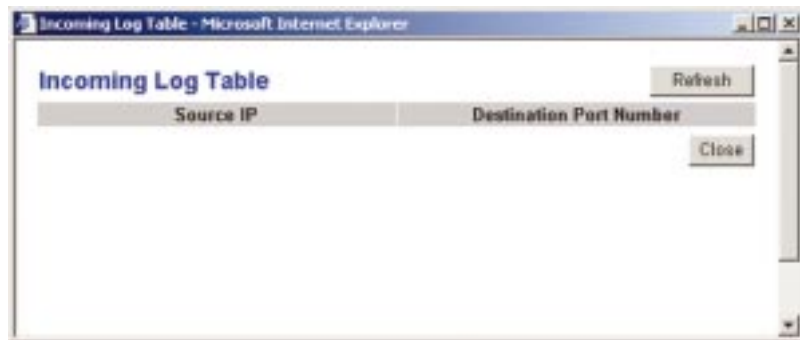 Incoming Log Table - Microsoft Internet Explorer
Incoming Log Table
Refresh
Source IP Destination Port Number
Close